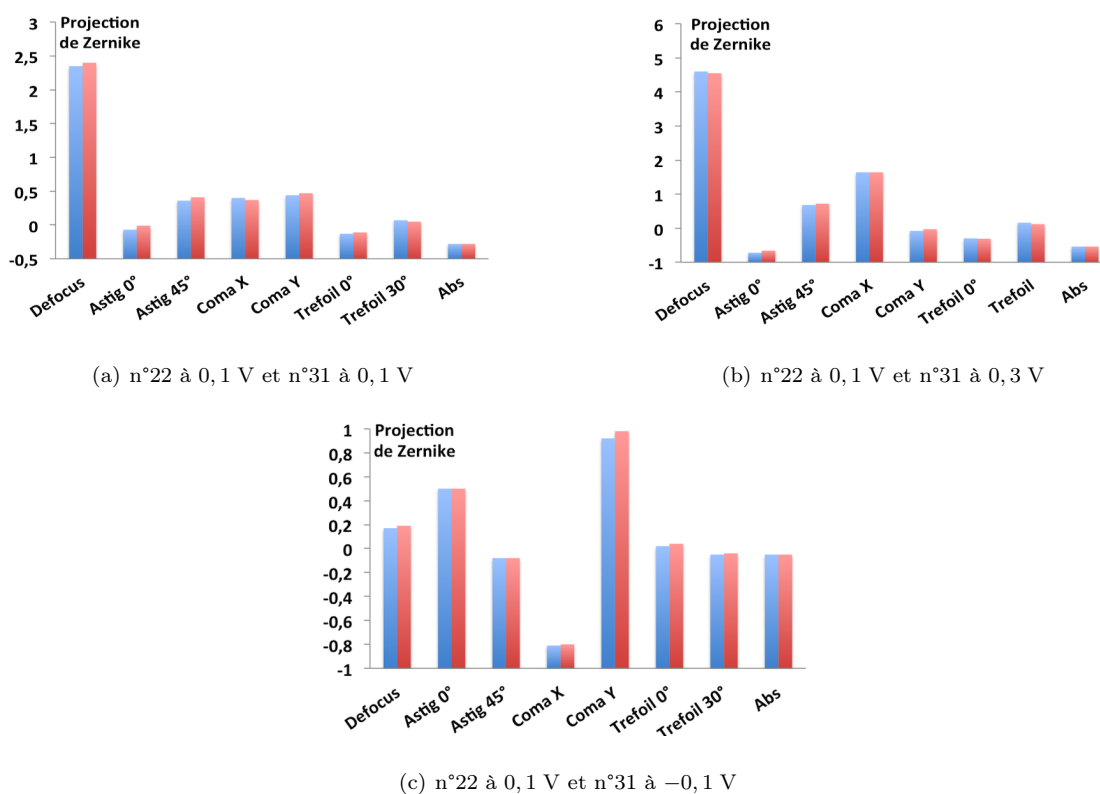 Projection
de Zernike
3
2,5
2
1,5
1
0,5
0
-0,5
Defocus
Astig 0°
Astig 45°
Coma X
Coma Y
Trefoil 0°
Trefoil 30°
Abs
(a) n°22 à 0, 1 V et n°31 à 0, 1 V
Projection
de Zernike
6
5
4
3
2
1
0
-1
Defocus
Astig 0°
Astig 45°
Coma X
Coma Y
Trefoil 0°
Trefoil
Abs
(b) n°22 à 0, 1 V et n°31 à 0, 3 V
Projection
de Zernike
1
0,8
0,6
0,4
0,2
0
-0,2
-0,4
-0,6
-0,8
-1
Defocus
Astig 0°
Astig 45°
Coma X
Coma Y
Trefoil 0°
Trefoil 30°
Abs
(c) n°22 à 0, 1 V et n°31 à −0, 1 V